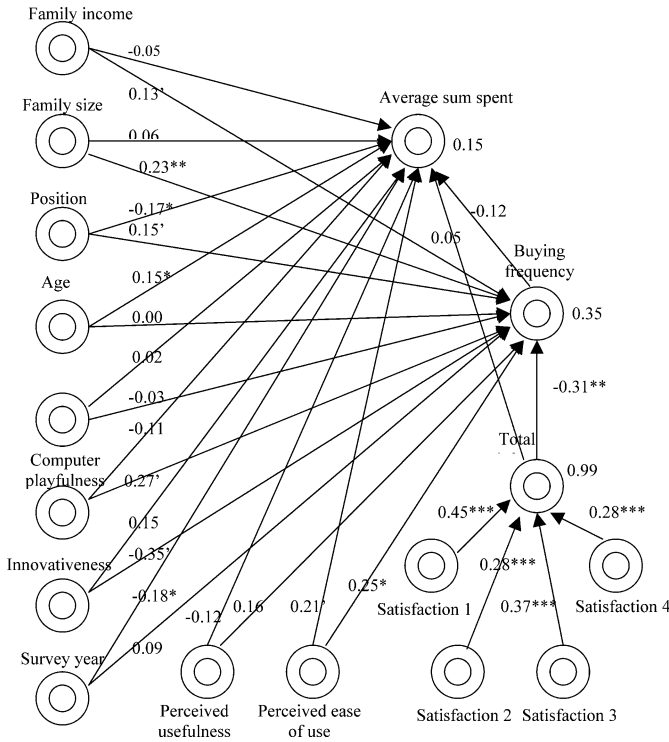 Family income
-0.05
0.13'
Family size
Average sum spent
0.06
0.15
0.23**
Position
-0.17*
-0.12
0.15'
0.05
Buying
frequency
Age
0.15*
0.00
0.35
0.02
-0.31**
-0.03
-0.11
Total
Computer
playfulness
0.99
0.27'
0.45***
0.28***
0.15
Innovativeness
-0.35'
0.28***
-0.18*
0.25*
Satisfaction 1
Satisfaction 4
-0.12
0.16
0.21'
0.37***
Survey year
0.09
Perceived
usefulness
Perceived ease
of use
Satisfaction 2
Satisfaction 3